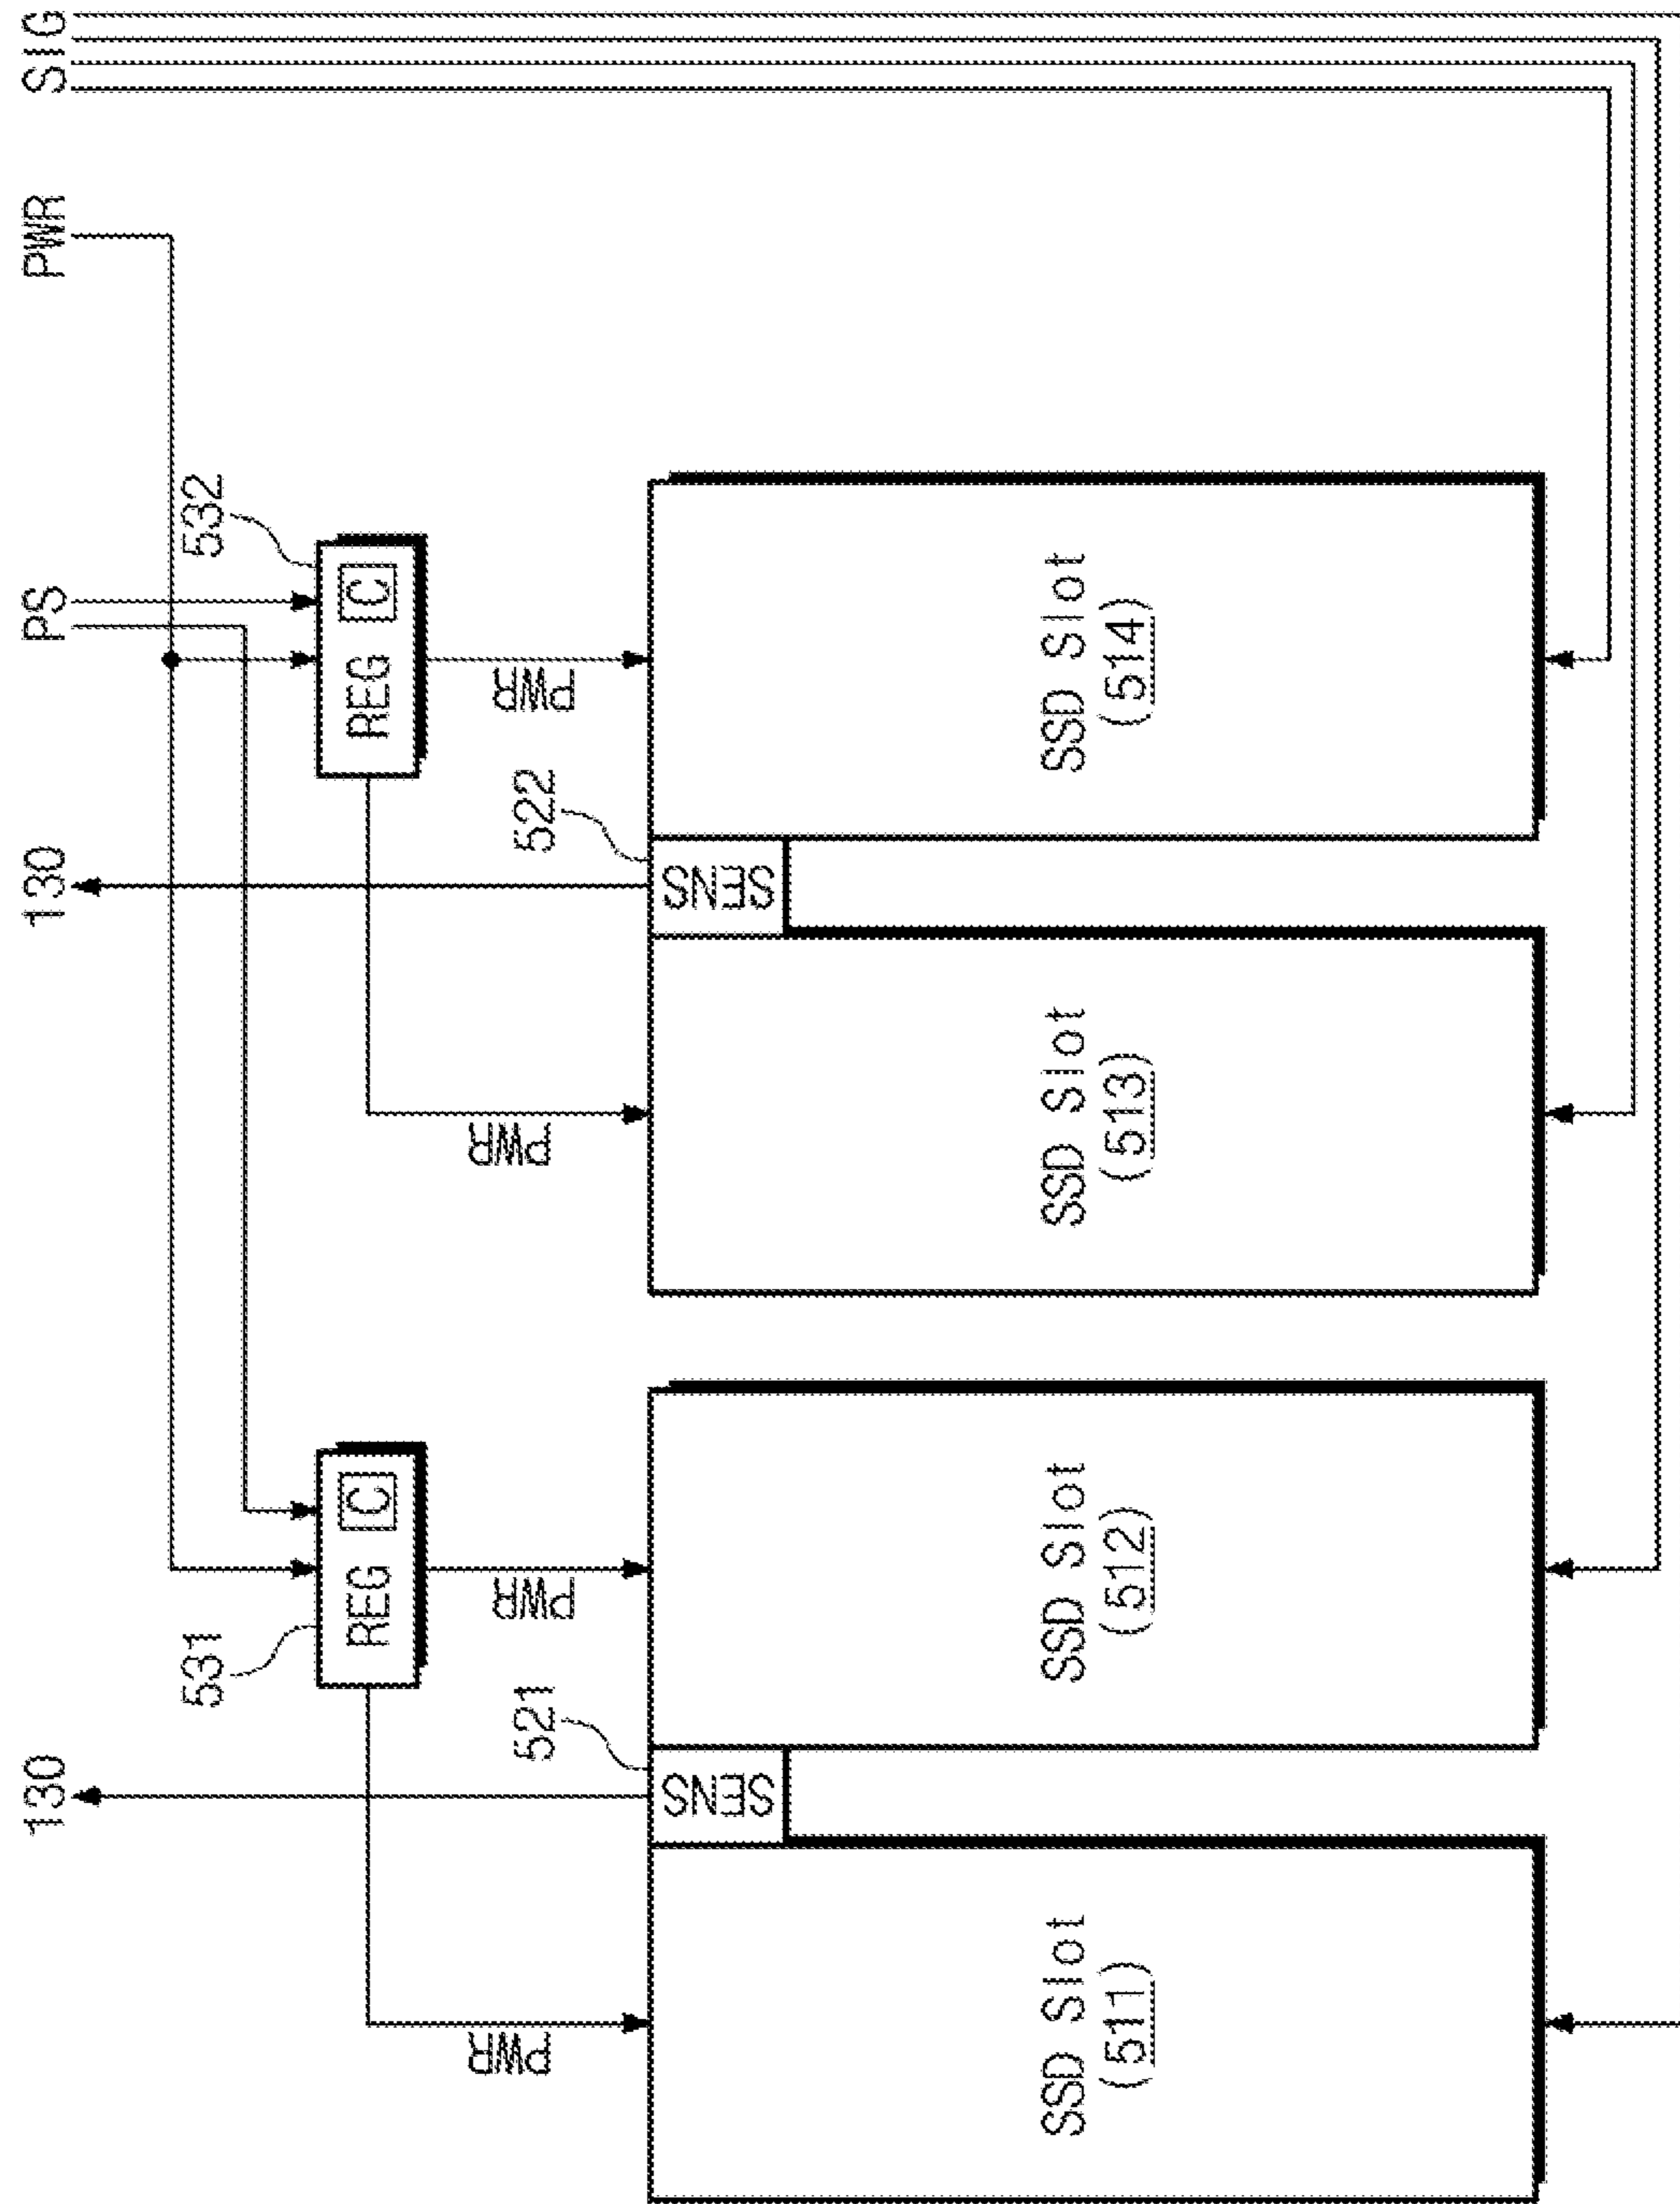 130
130
PS
PWR
SIG
531
532
REG C
REG C
PWR
521
PWR
PWR
522
PWR
SENS
SENS
SSD Slot
(511)
SSD Slot
(512)
SSD Slot
(513)
SSD Slot
(514)